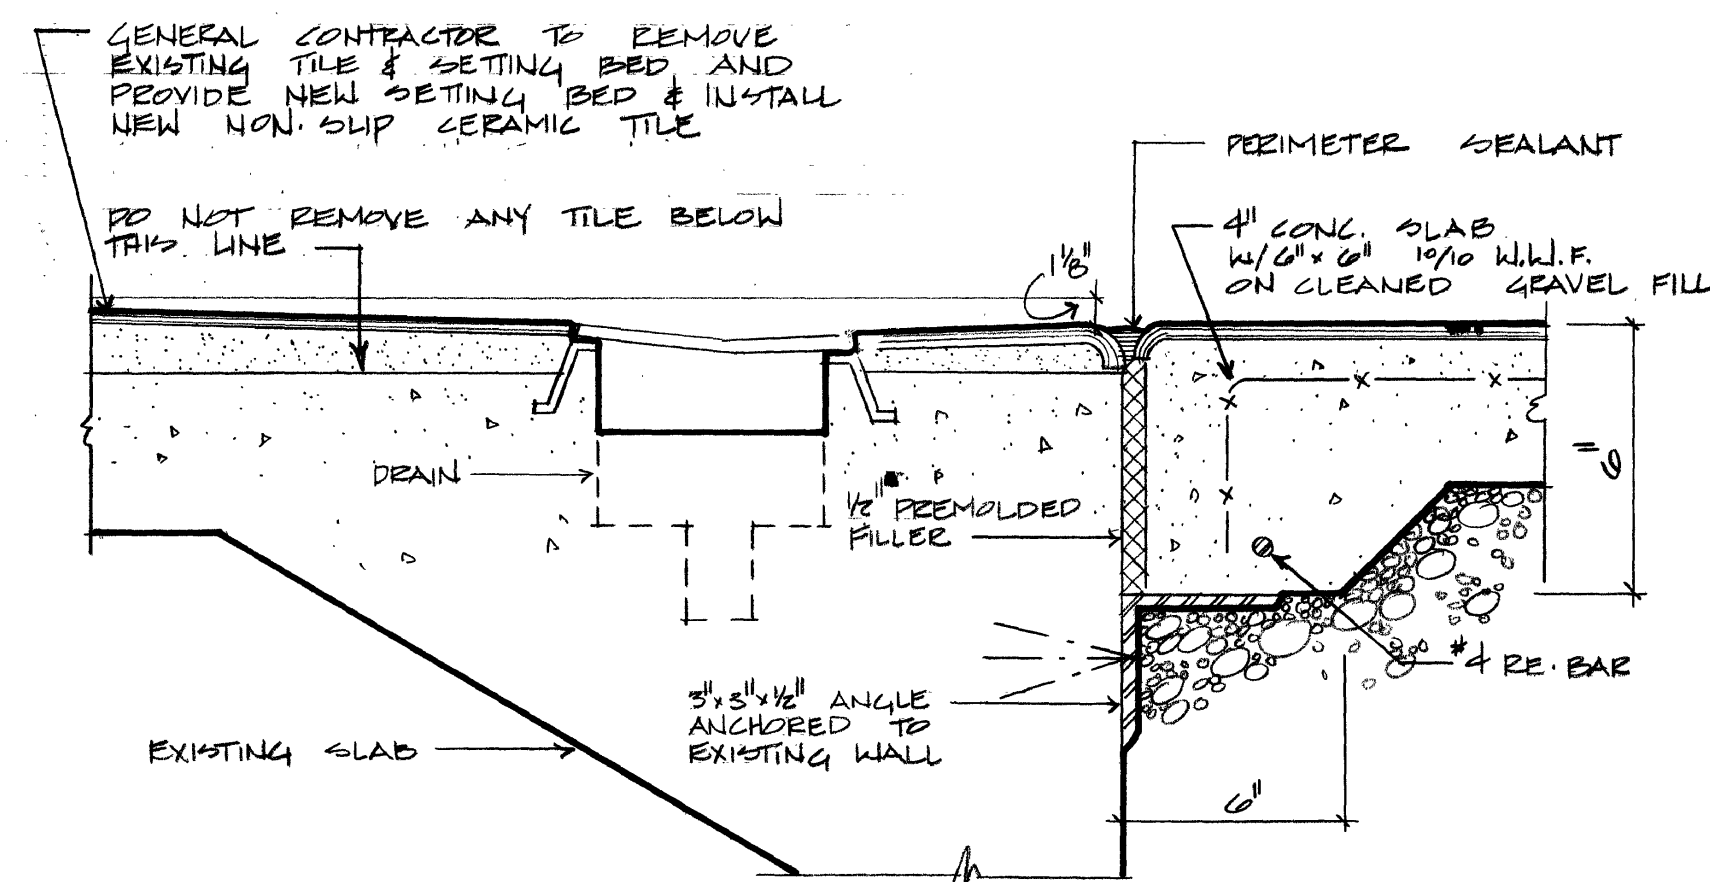 GENERAL CONTRACTOR TO REMOVE
EXISTING TILE & SETTING BED AND
PROVIDE NEW SETTING BED & INSTALL
NEW NON-SLIP CERAMIC TILE
DO NOT REMOVE ANY TILE BELOW
THIS LINE
1 1/8"
PERIMETER SEALANT
4" CONC. SLAB
W/ 6" x 6" 10/10 W.W.F.
ON CLEANED GRAVEL FILL
DRAIN
1/2" PREMOLDED
FILLER
6"
#4 RE-BAR
3"x3"x1/2" ANGLE
ANCHORED TO
EXISTING WALL
EXISTING SLAB
6"